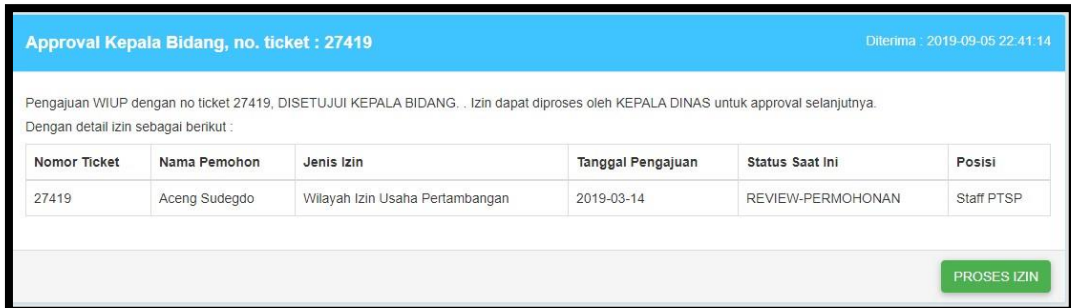 Approval Kepala Bidang, no. ticket : 27419
Diterima : 2019-09-05 22:41:14
Pengajuan WIUP dengan no ticket 27419, DISETUJUI KEPALA BIDANG. . Izin dapat diproses oleh KEPALA DINAS untuk approval selanjutnya.
Dengan detail izin sebagai berikut :
Nomor Ticket Nama Pemohon Jenis Izin Tanggal Pengajuan Status Saat Ini Posisi
27419 Aceng Sudegdo Wilayah Izin Usaha Pertambangan 2019-03-14 REVIEW-PERMOHONAN Staff PTSP
PROSES IZIN